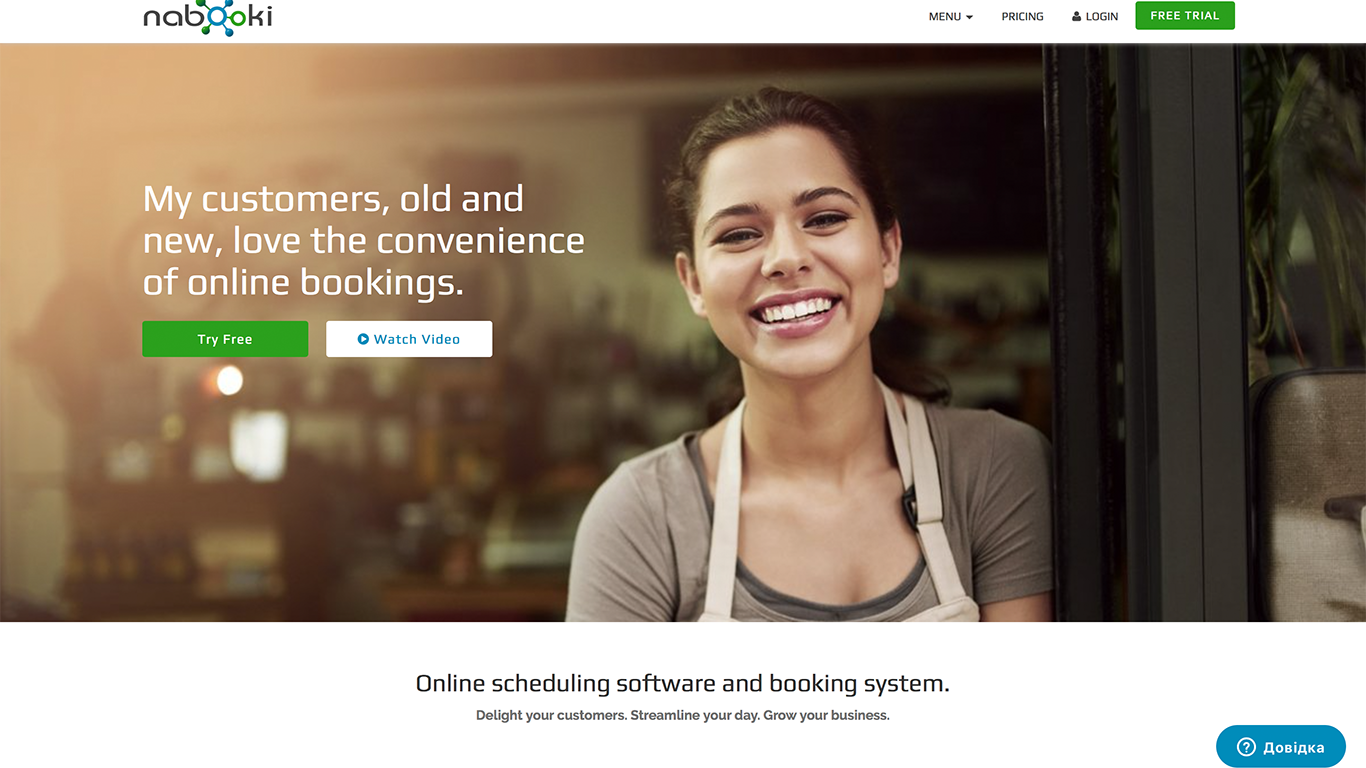 nabooki
MENU
PRICING
LOGIN
FREE TRIAL
My customers, old and
new, love the convenience
of online bookings.
Try Free
Watch Video
Online scheduling software and booking system.
Delight your customers. Streamline your day. Grow your business.
Довідка